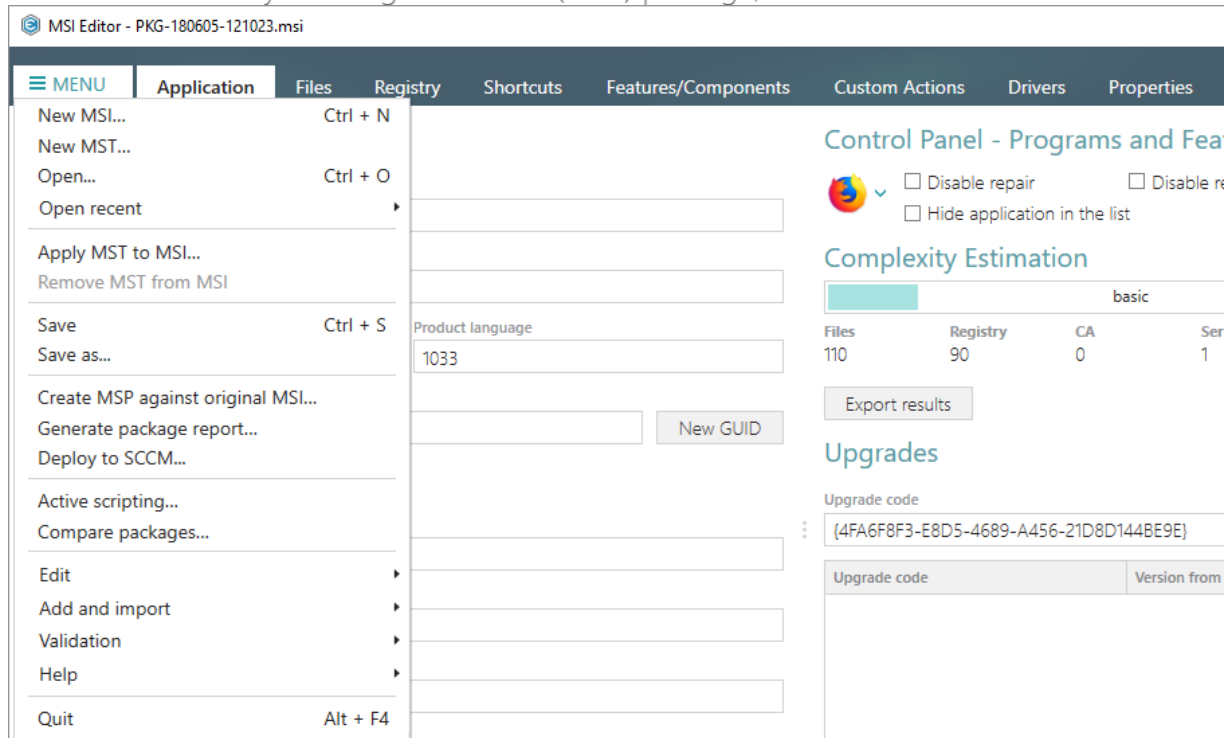 MSI Editor - PKG-180605-121023.msi
MENU Application Files Registry Shortcuts Features/Components Custom Actions Drivers Properties
New MSI... Ctrl + N
New MST...
Open... Ctrl + O
Open recent
Apply MST to MSI...
Remove MST from MSI
Save Ctrl + S
Save as...
Create MSP against original MSI...
Generate package report...
Deploy to SCCM...
Active scripting...
Compare packages...
Edit
Add and import
Validation
Help
Quit Alt + F4
Product language
1033
New GUID
Control Panel - Programs and Fea
Disable repair Disable re
Hide application in the list
Complexity Estimation
basic
Files Registry CA Ser
110 90 0 1
Export results
Upgrades
Upgrade code
{4FA6F8F3-E8D5-4689-A456-21D8D144BE9E}
Upgrade code Version from